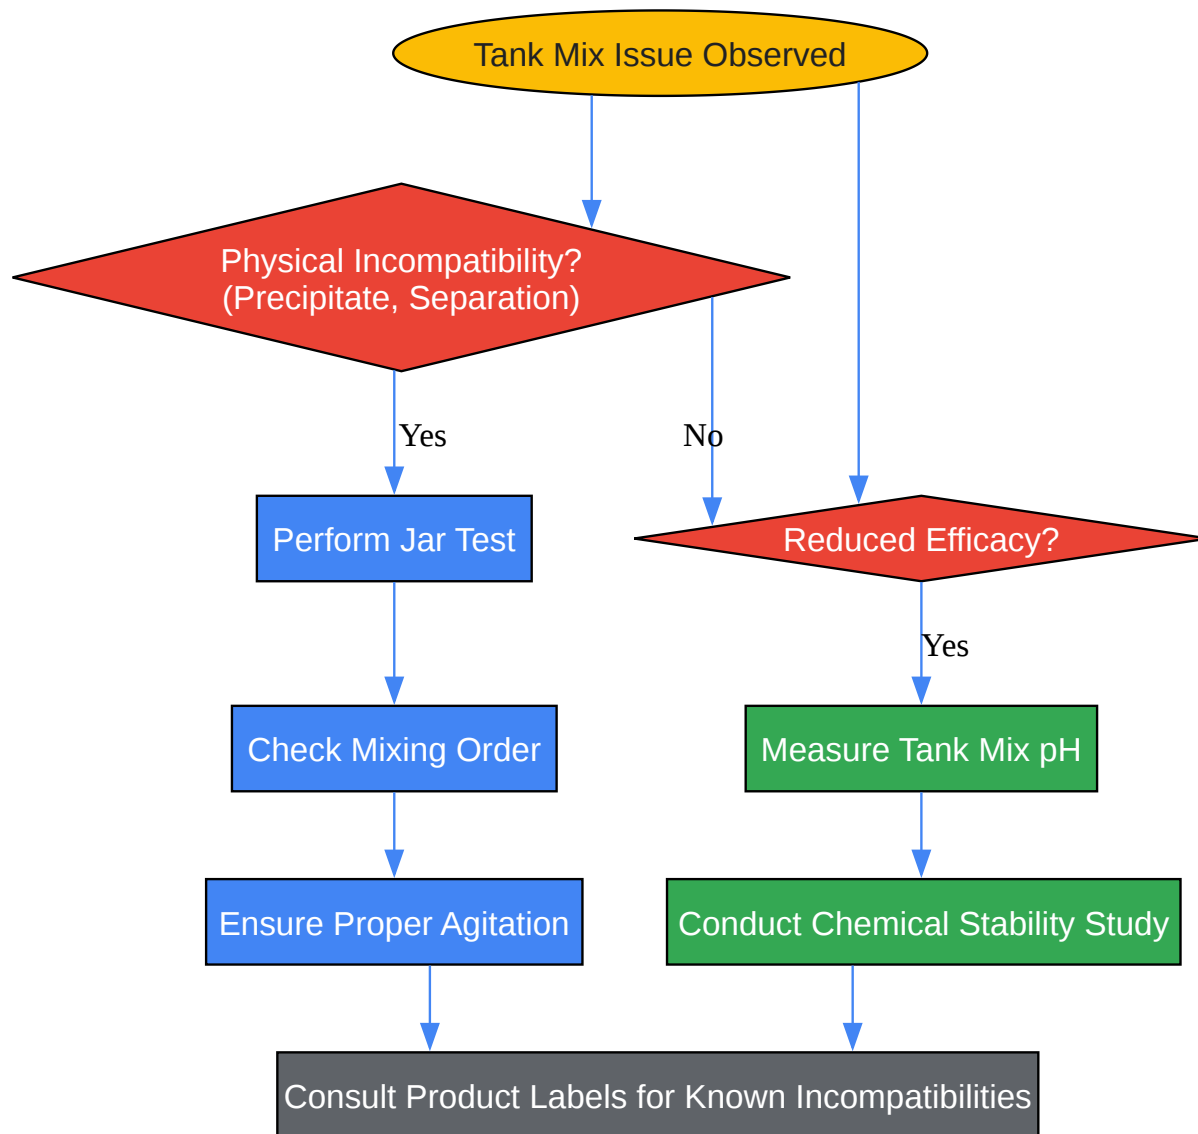 Tank Mix Issue Observed
Physical Incompatibility?
(Precipitate, Separation)
Yes
No
Perform Jar Test
Reduced Efficacy?
Yes
Check Mixing Order
Measure Tank Mix pH
Ensure Proper Agitation
Conduct Chemical Stability Study
Consult Product Labels for Known Incompatibilities